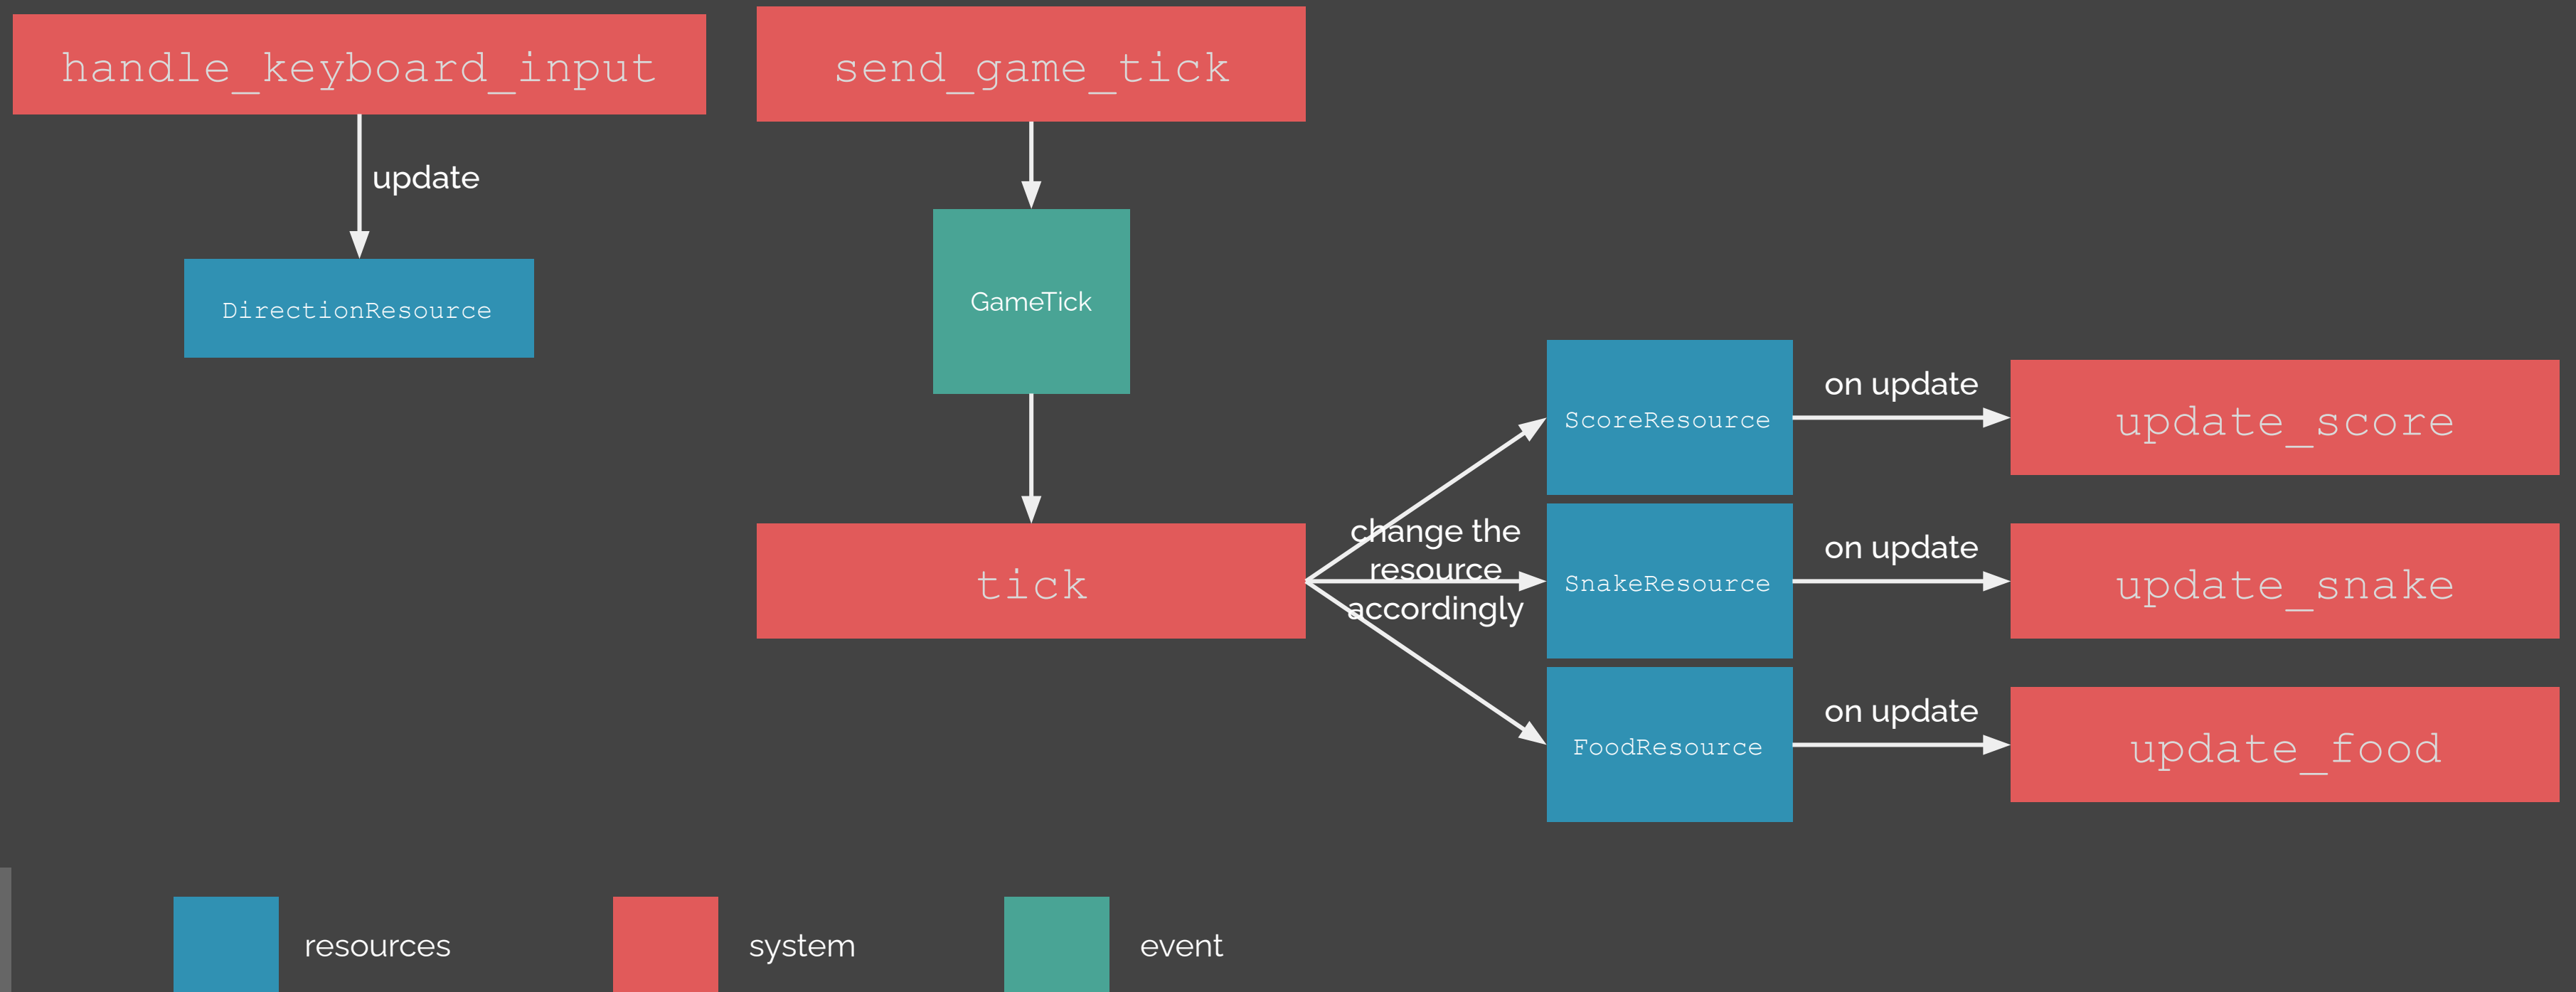 handle_keyboard_input
send_game_tick
update
DirectionResource
GameTick
ScoreResource
on update
update_score
change the
resource
accordingly
tick
SnakeResource
on update
update_snake
FoodResource
on update
update_food
resources
system
event